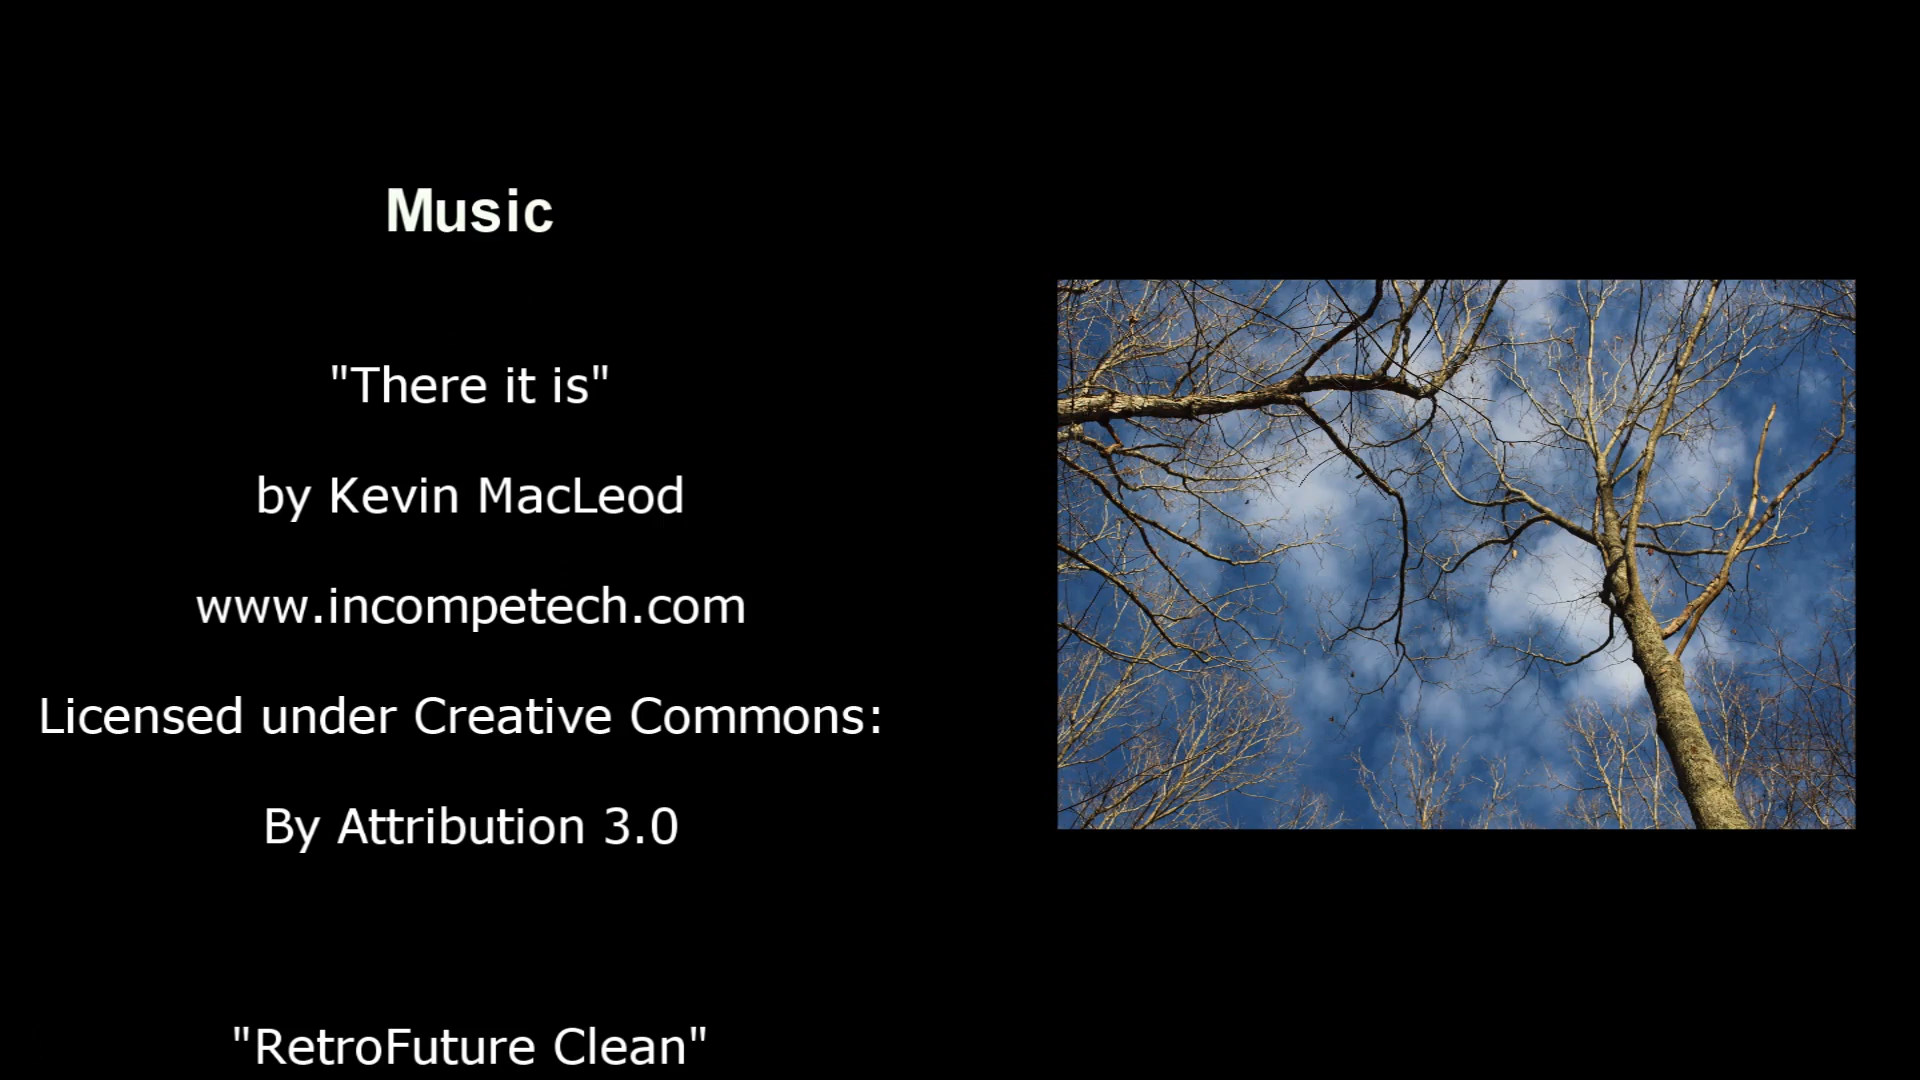 Music
"There it is"
by Kevin MacLeod
www.incompetech.com
Licensed under Creative Commons:
By Attribution 3.0
"RetroFuture Clean"